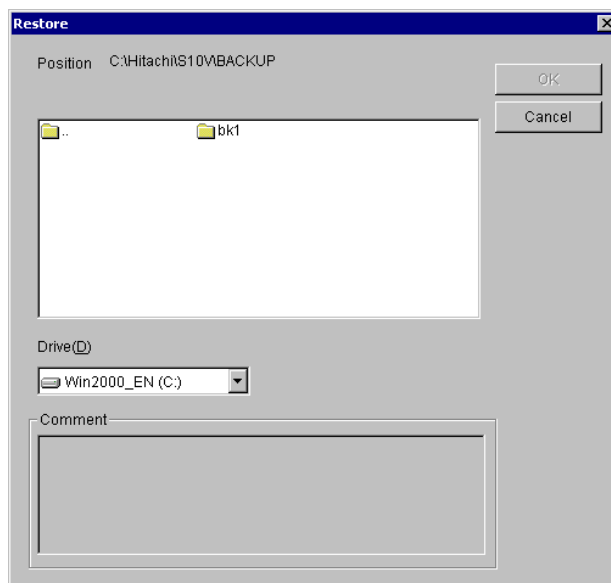 Restore
Position C:\Hitachi\S10V\BACKUP
OK
Cancel
.. bk1
Drive(D)
Win2000_EN (C:)
Comment